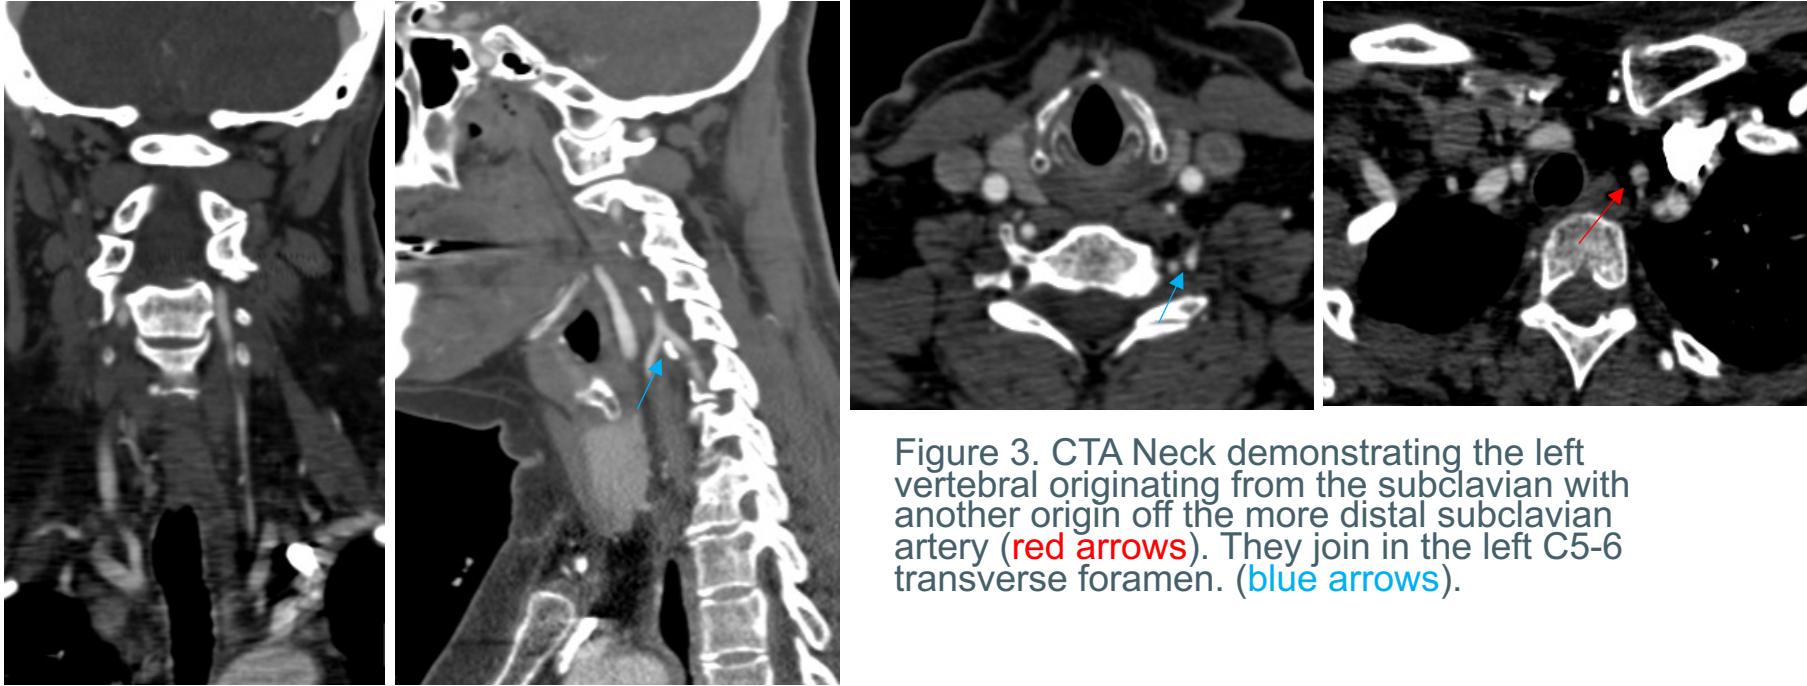 Figure 3. CTA Neck demonstrating the left
vertebral originating from the subclavian with
another origin off the more distal subclavian
artery (red arrows). They join in the left C5-6
transverse foramen. (blue arrows).